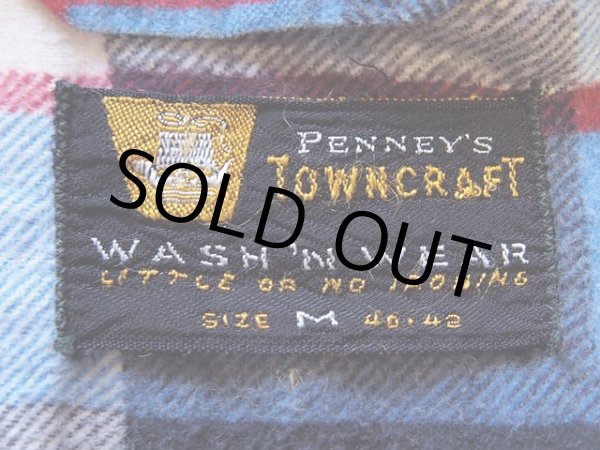 PENNEY'S
TOWNCRAFT
SOLD OUT
WASH 'N WEAR
LITTLE OR NO IRONING
SIZE M 40-42